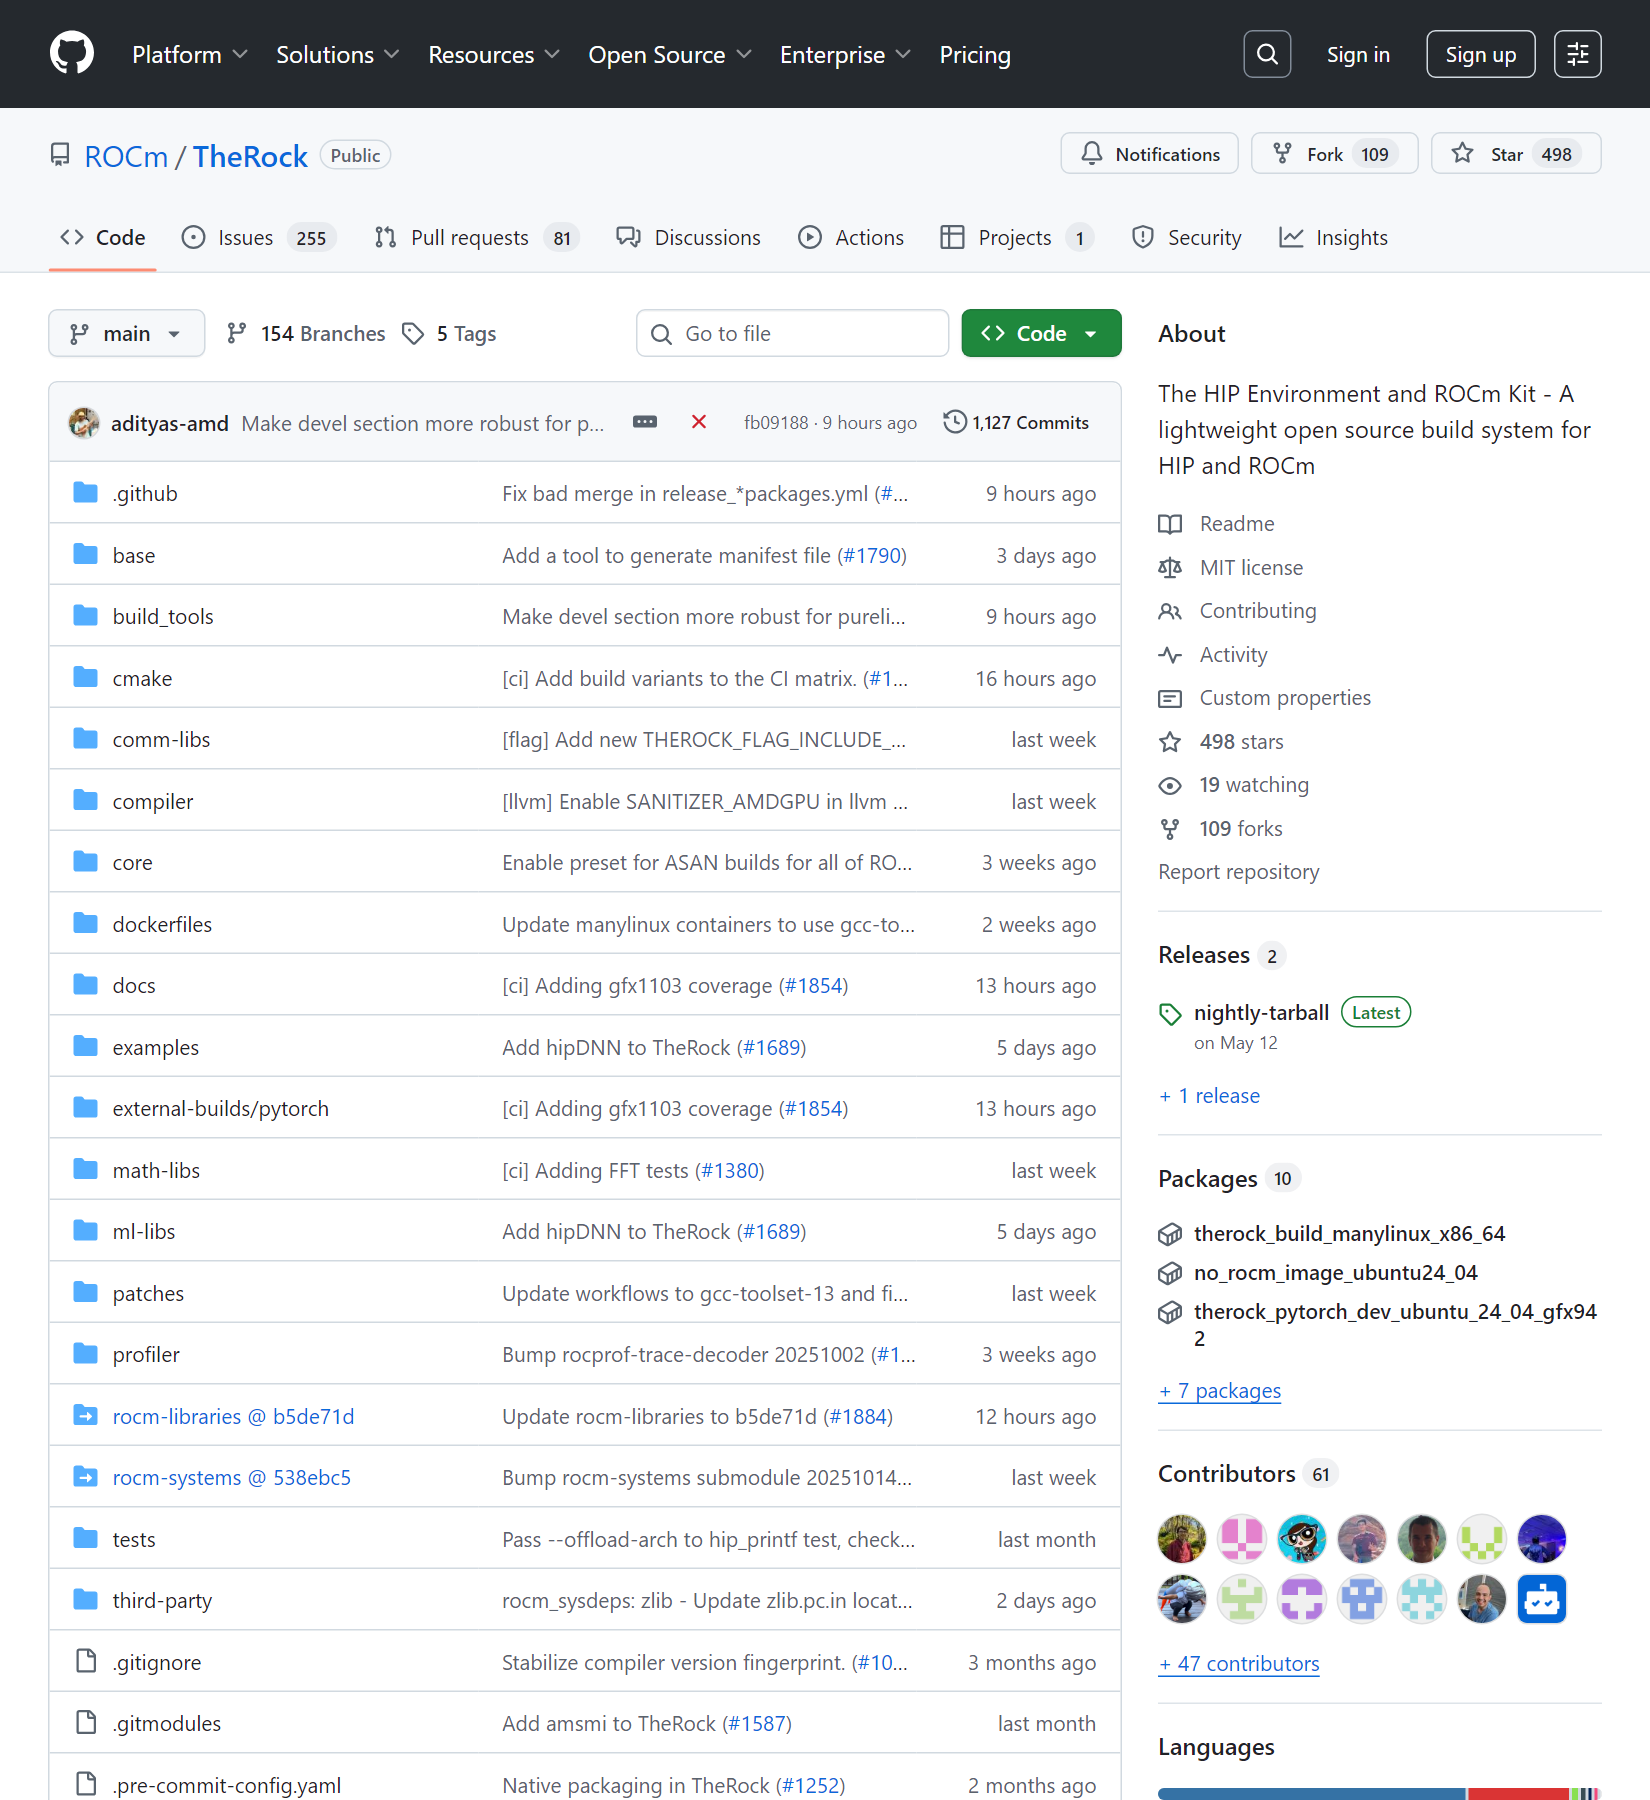 Platform Solutions Resources Open Source Enterprise Pricing Sign in Sign up
ROCm / TheRock Public Notifications Fork 109 Star 498
Code Issues 255 Pull requests 81 Discussions Actions Projects 1 Security Insights
main 154 Branches 5 Tags Go to file Code
adityas-amd Make devel section more robust for p... fb09188 · 9 hours ago 1,127 Commits
.github Fix bad merge in release_*packages.yml (#... 9 hours ago
base Add a tool to generate manifest file (#1790) 3 days ago
build_tools Make devel section more robust for pureli... 9 hours ago
cmake [ci] Add build variants to the CI matrix. (#1... 16 hours ago
comm-libs [flag] Add new THEROCK_FLAG_INCLUDE_... last week
compiler [llvm] Enable SANITIZER_AMDGPU in llvm ... last week
core Enable preset for ASAN builds for all of RO... 3 weeks ago
dockerfiles Update manylinux containers to use gcc-to... 2 weeks ago
docs [ci] Adding gfx1103 coverage (#1854) 13 hours ago
examples Add hipDNN to TheRock (#1689) 5 days ago
external-builds/pytorch [ci] Adding gfx1103 coverage (#1854) 13 hours ago
math-libs [ci] Adding FFT tests (#1380) last week
ml-libs Add hipDNN to TheRock (#1689) 5 days ago
patches Update workflows to gcc-toolset-13 and fi... last week
profiler Bump rocprof-trace-decoder 20251002 (#1... 3 weeks ago
rocm-libraries @ b5de71d Update rocm-libraries to b5de71d (#1884) 12 hours ago
rocm-systems @ 538ebc5 Bump rocm-systems submodule 20251014... last week
tests Pass --offload-arch to hip_printf test, check... last month
third-party rocm_sysdeps: zlib - Update zlib.pc.in locat... 2 days ago
.gitignore Stabilize compiler version fingerprint. (#10... 3 months ago
.gitmodules Add amsmi to TheRock (#1587) last month
.pre-commit-config.yaml Native packaging in TheRock (#1252) 2 months ago
About
The HIP Environment and ROCm Kit - A
lightweight open source build system for
HIP and ROCm
Readme
MIT license
Contributing
Activity
Custom properties
498 stars
19 watching
109 forks
Report repository
Releases 2
nightly-tarball Latest
on May 12
+ 1 release
Packages 10
therock_build_manylinux_x86_64
no_rocm_image_ubuntu24_04
therock_pytorch_dev_ubuntu_24_04_gfx94
2
+ 7 packages
Contributors 61
+ 47 contributors
Languages